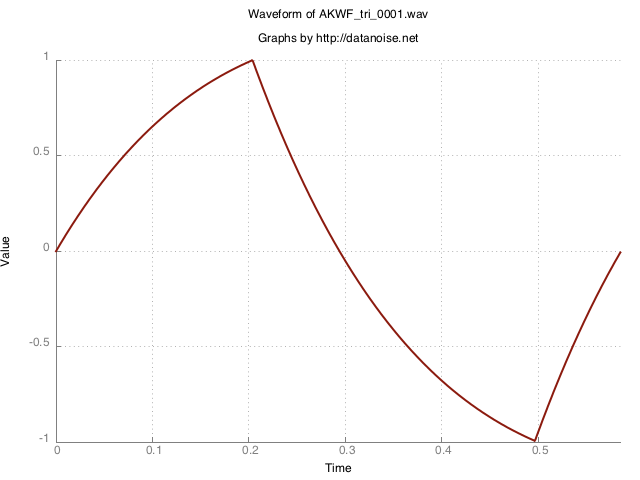 Waveform of AKWF_tri_0001.wav
Graphs by http://datanoise.net
1
0.5
0
-0.5
-1
Value
0 0.1 0.2 0.3 0.4 0.5
Time